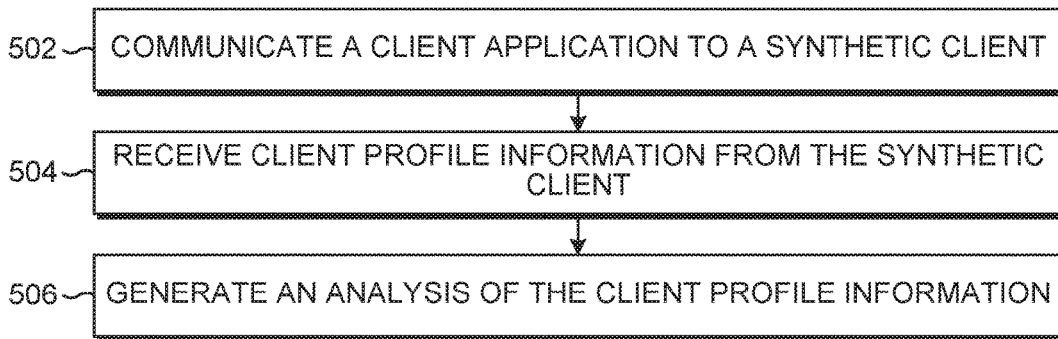 502 COMMUNICATE A CLIENT APPLICATION TO A SYNTHETIC CLIENT
504 RECEIVE CLIENT PROFILE INFORMATION FROM THE SYNTHETIC
CLIENT
506 GENERATE AN ANALYSIS OF THE CLIENT PROFILE INFORMATION